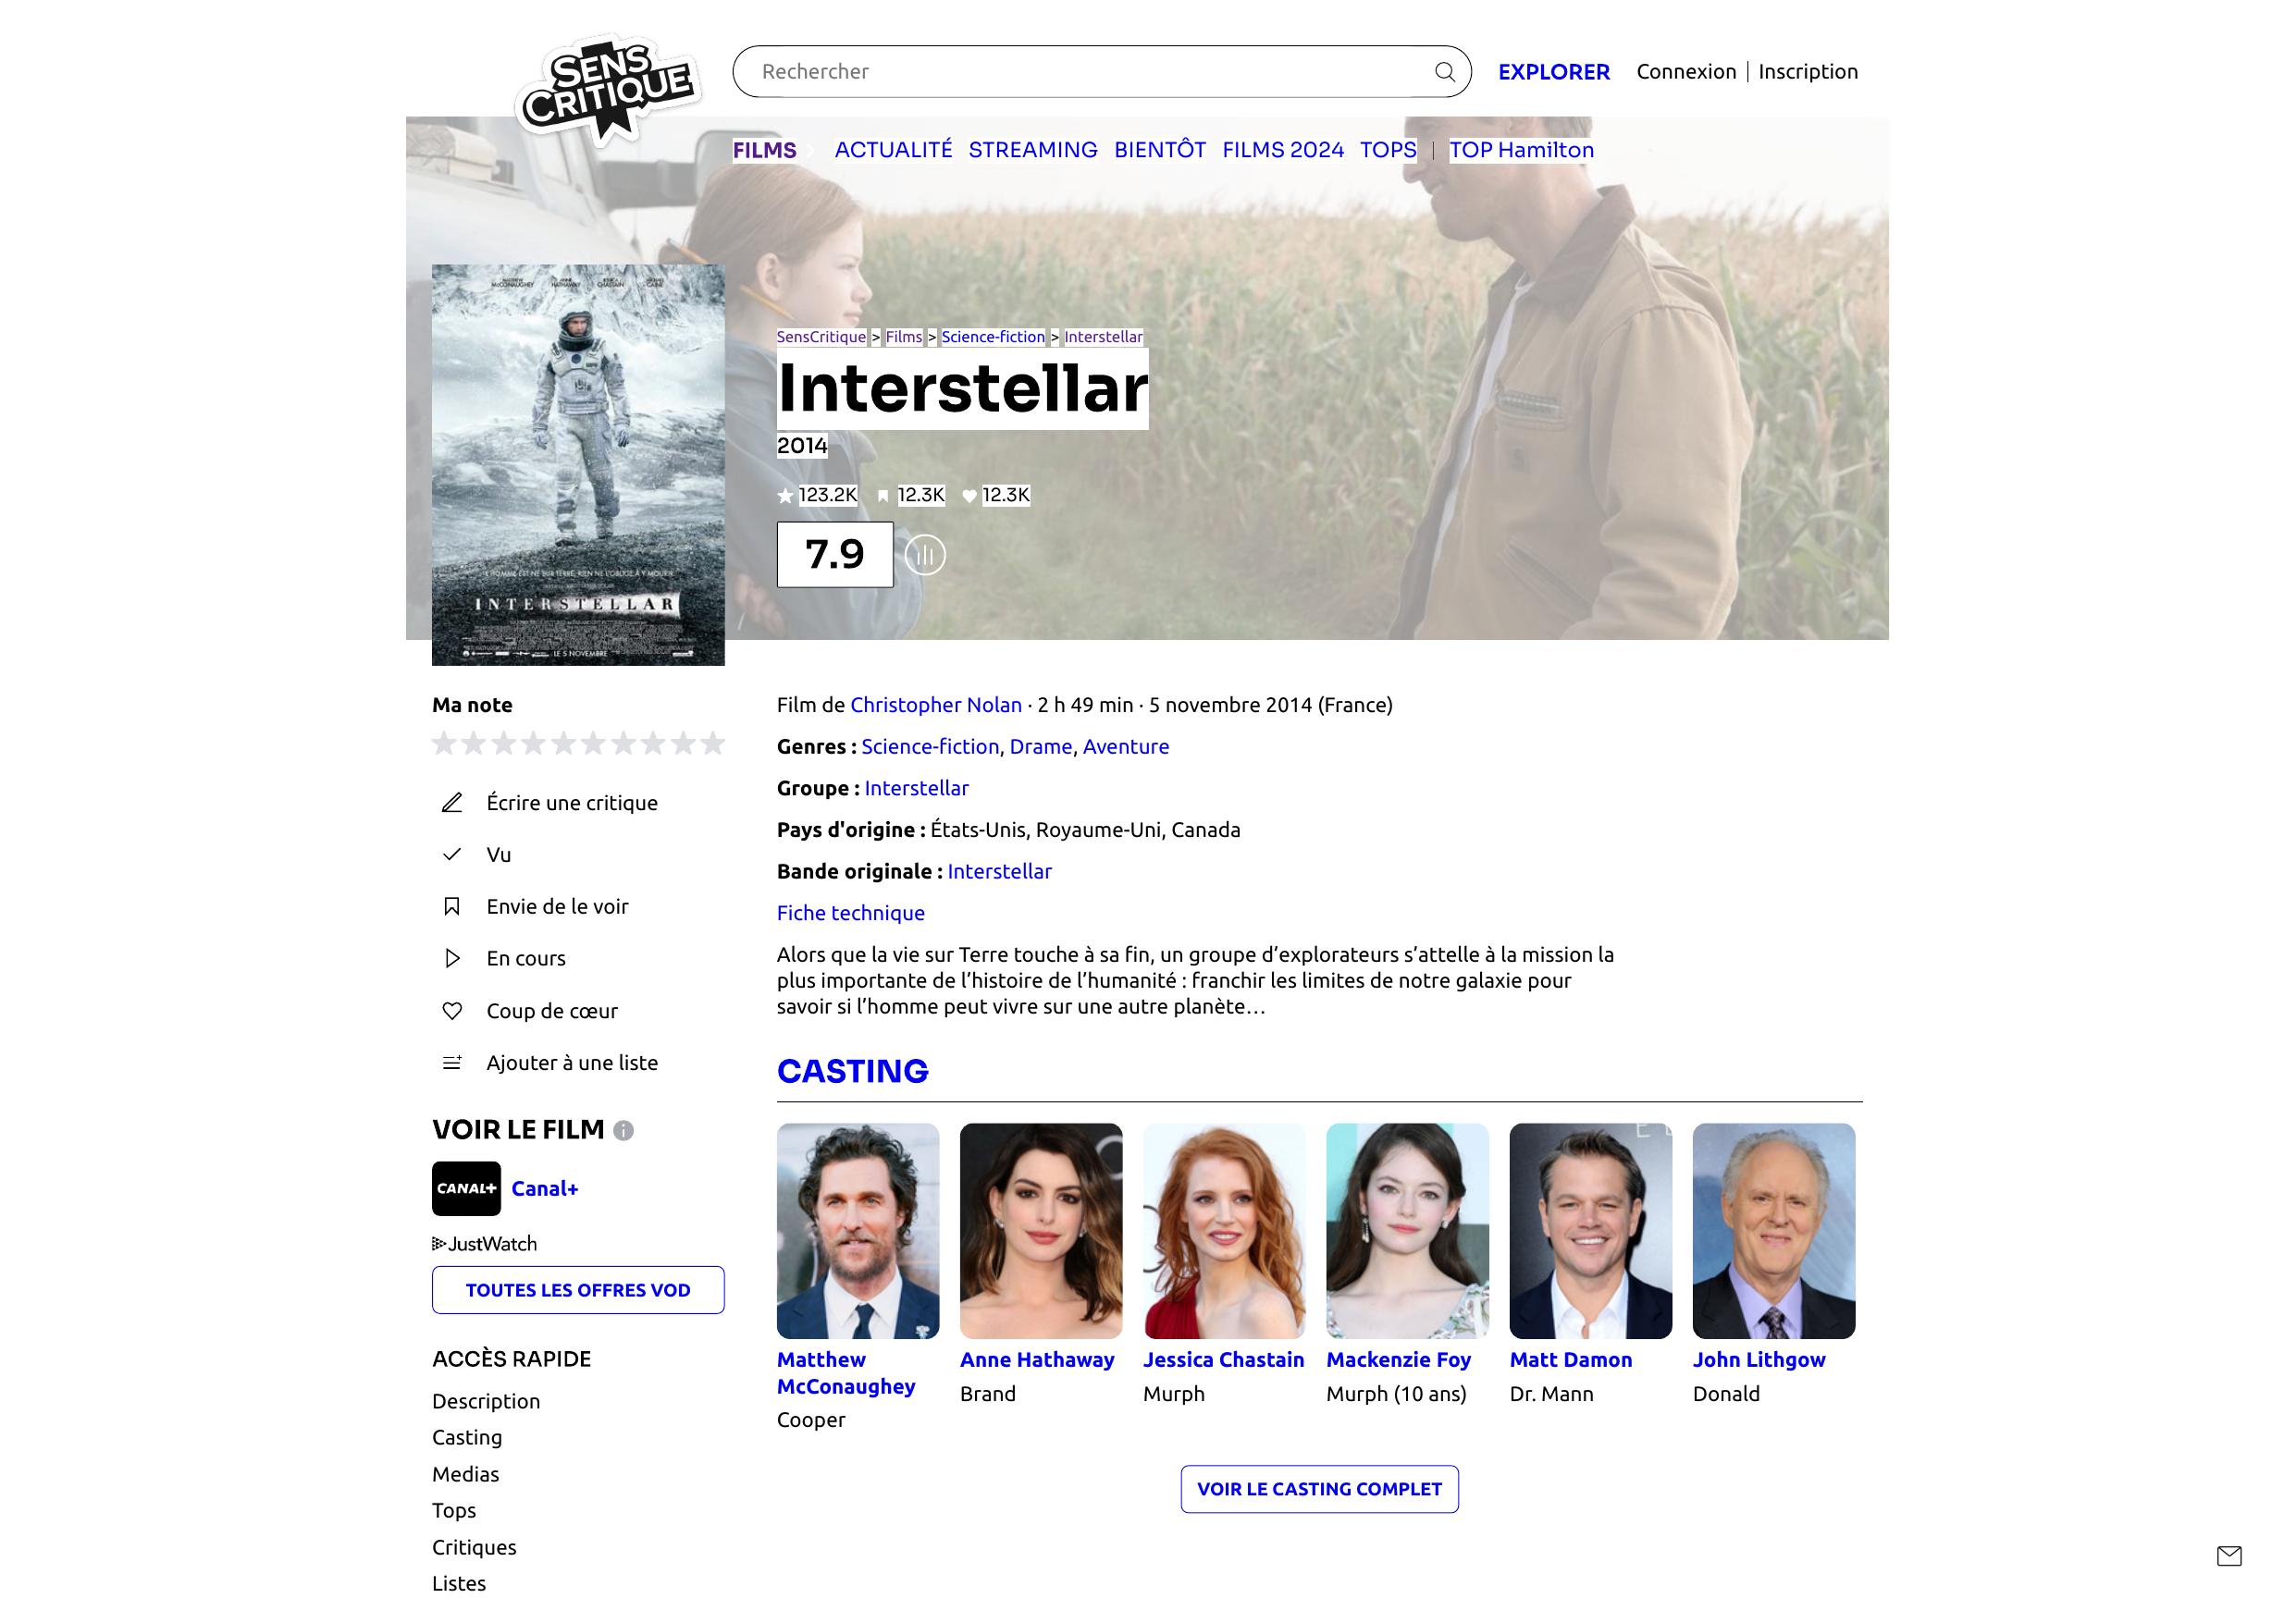 SENS
CRITIQUE
Rechercher
EXPLORER
Connexion | Inscription
FILMS
ACTUALITÉ STREAMING BIENTÔT FILMS 2024 TOPS | TOP Hamilton
SensCritique > Films > Science-fiction > Interstellar
Interstellar
2014
123.2K 12.3K 12.3K
7.9
INTERSTELLAR
LE 5 NOVEMBRE
Ma note
Écrire une critique
Vu
Envie de le voir
En cours
Coup de cœur
Ajouter à une liste
VOIR LE FILM
CANAL+ Canal+
JustWatch
TOUTES LES OFFRES VOD
ACCÈS RAPIDE
Description
Casting
Medias
Tops
Critiques
Listes
Film de Christopher Nolan · 2 h 49 min · 5 novembre 2014 (France)
Genres : Science-fiction, Drame, Aventure
Groupe : Interstellar
Pays d'origine : États-Unis, Royaume-Uni, Canada
Bande originale : Interstellar
Fiche technique
Alors que la vie sur Terre touche à sa fin, un groupe d’explorateurs s’attelle à la mission la
plus importante de l’histoire de l’humanité : franchir les limites de notre galaxie pour
savoir si l’homme peut vivre sur une autre planète…
CASTING
Matthew
McConaughey
Cooper
Anne Hathaway
Brand
Jessica Chastain
Murph
Mackenzie Foy
Murph (10 ans)
Matt Damon
Dr. Mann
John Lithgow
Donald
VOIR LE CASTING COMPLET